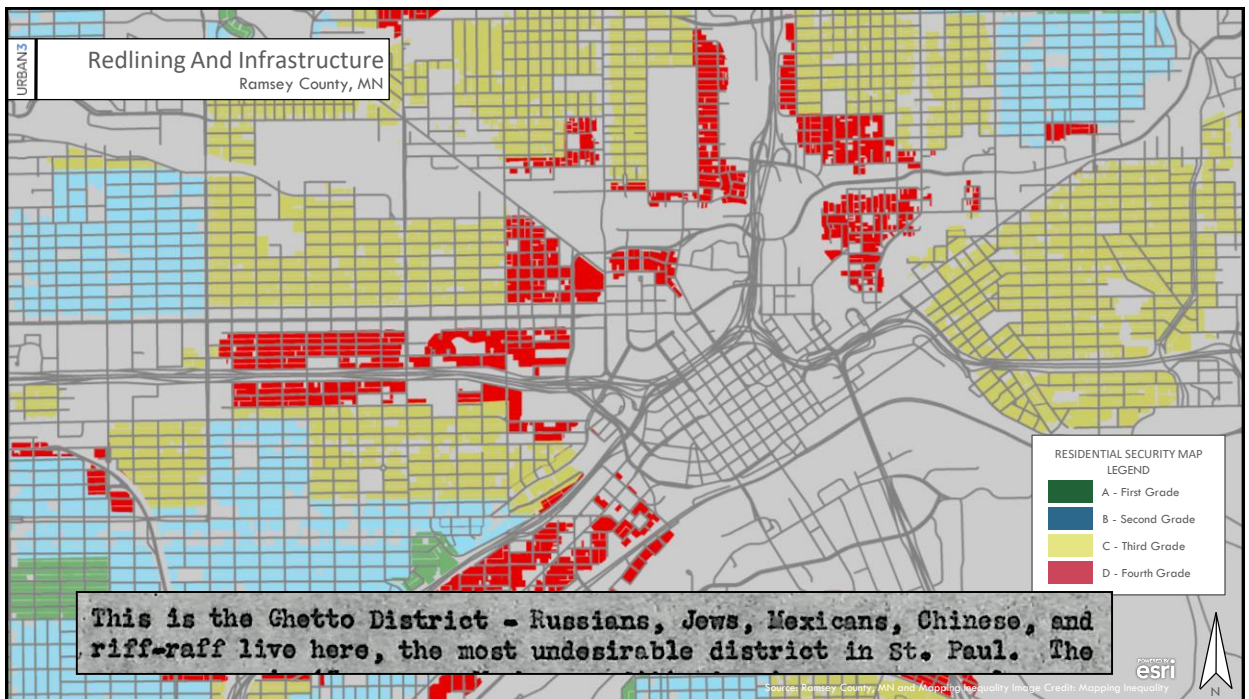 URBAN3
Redlining And Infrastructure
Ramsey County, MN
RESIDENTIAL SECURITY MAP
LEGEND
A - First Grade
B - Second Grade
C - Third Grade
D - Fourth Grade
This is the Ghetto District - Russians, Jews, Mexicans, Chinese, and
riff-raff live here, the most undesirable district in St. Paul. The
POWERED BY
esri
N
Source: Ramsey County, MN and Mapping Inequality Image Credit: Mapping Inequality